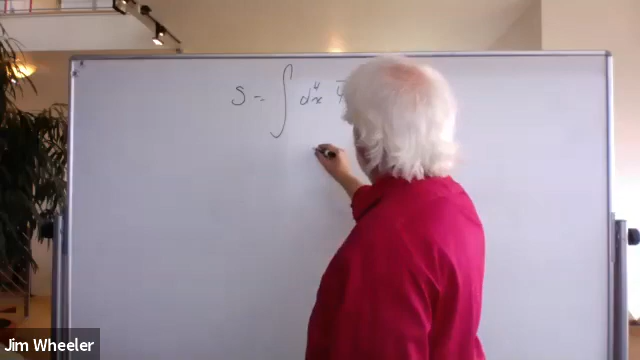 S = ∫ d⁴x ψ̄
Jim Wheeler